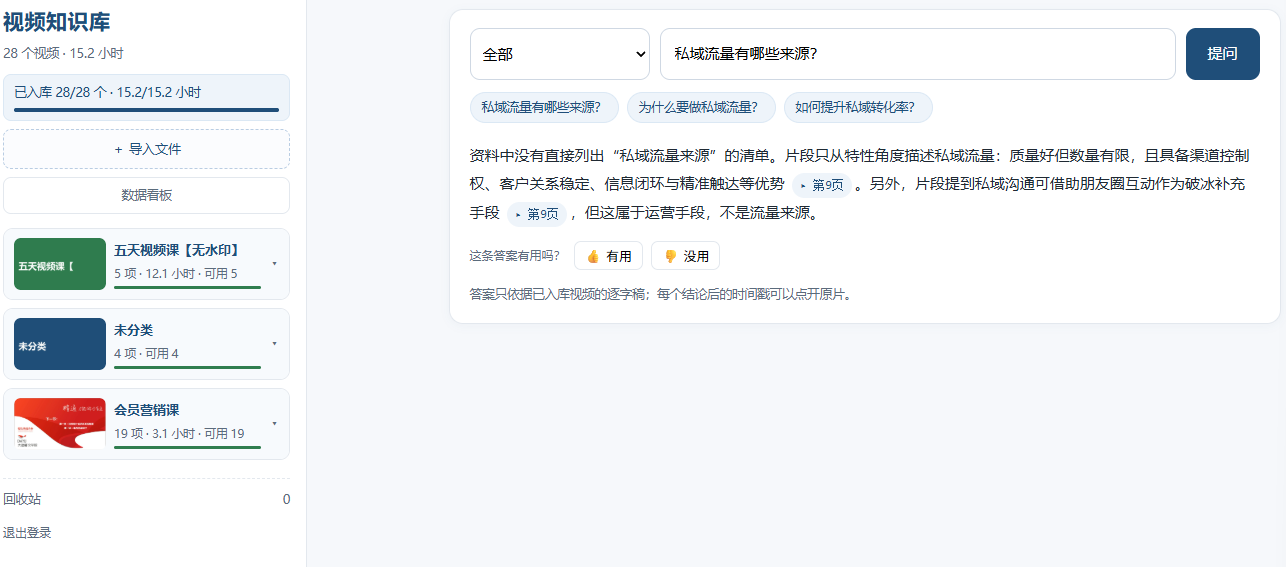 视频知识库
28 个视频 · 15.2 小时
已入库 28/28 个 · 15.2/15.2 小时
+ 导入文件
数据看板
五天视频课【
五天视频课【无水印】
5 项 · 12.1 小时 · 可用 5
未分类
未分类
4 项 · 可用 4
会员营销课
19 项 · 3.1 小时 · 可用 19
回收站 0
退出登录
全部 私域流量有哪些来源? 提问
私域流量有哪些来源? 为什么要做私域流量? 如何提升私域转化率?
资料中没有直接列出“私域流量来源”的清单。片段只从特性角度描述私域流量：质量好但数量有限，且具备渠道控制
权、客户关系稳定、信息闭环与精准触达等优势 ▸ 第9页 。另外，片段提到私域沟通可借助朋友圈互动作为破冰补充
手段 ▸ 第9页 ，但这属于运营手段，不是流量来源。
这条答案有用吗? 👍 有用 👎 没用
答案只依据已入库视频的逐字稿；每个结论后的时间戳可以点开原片。